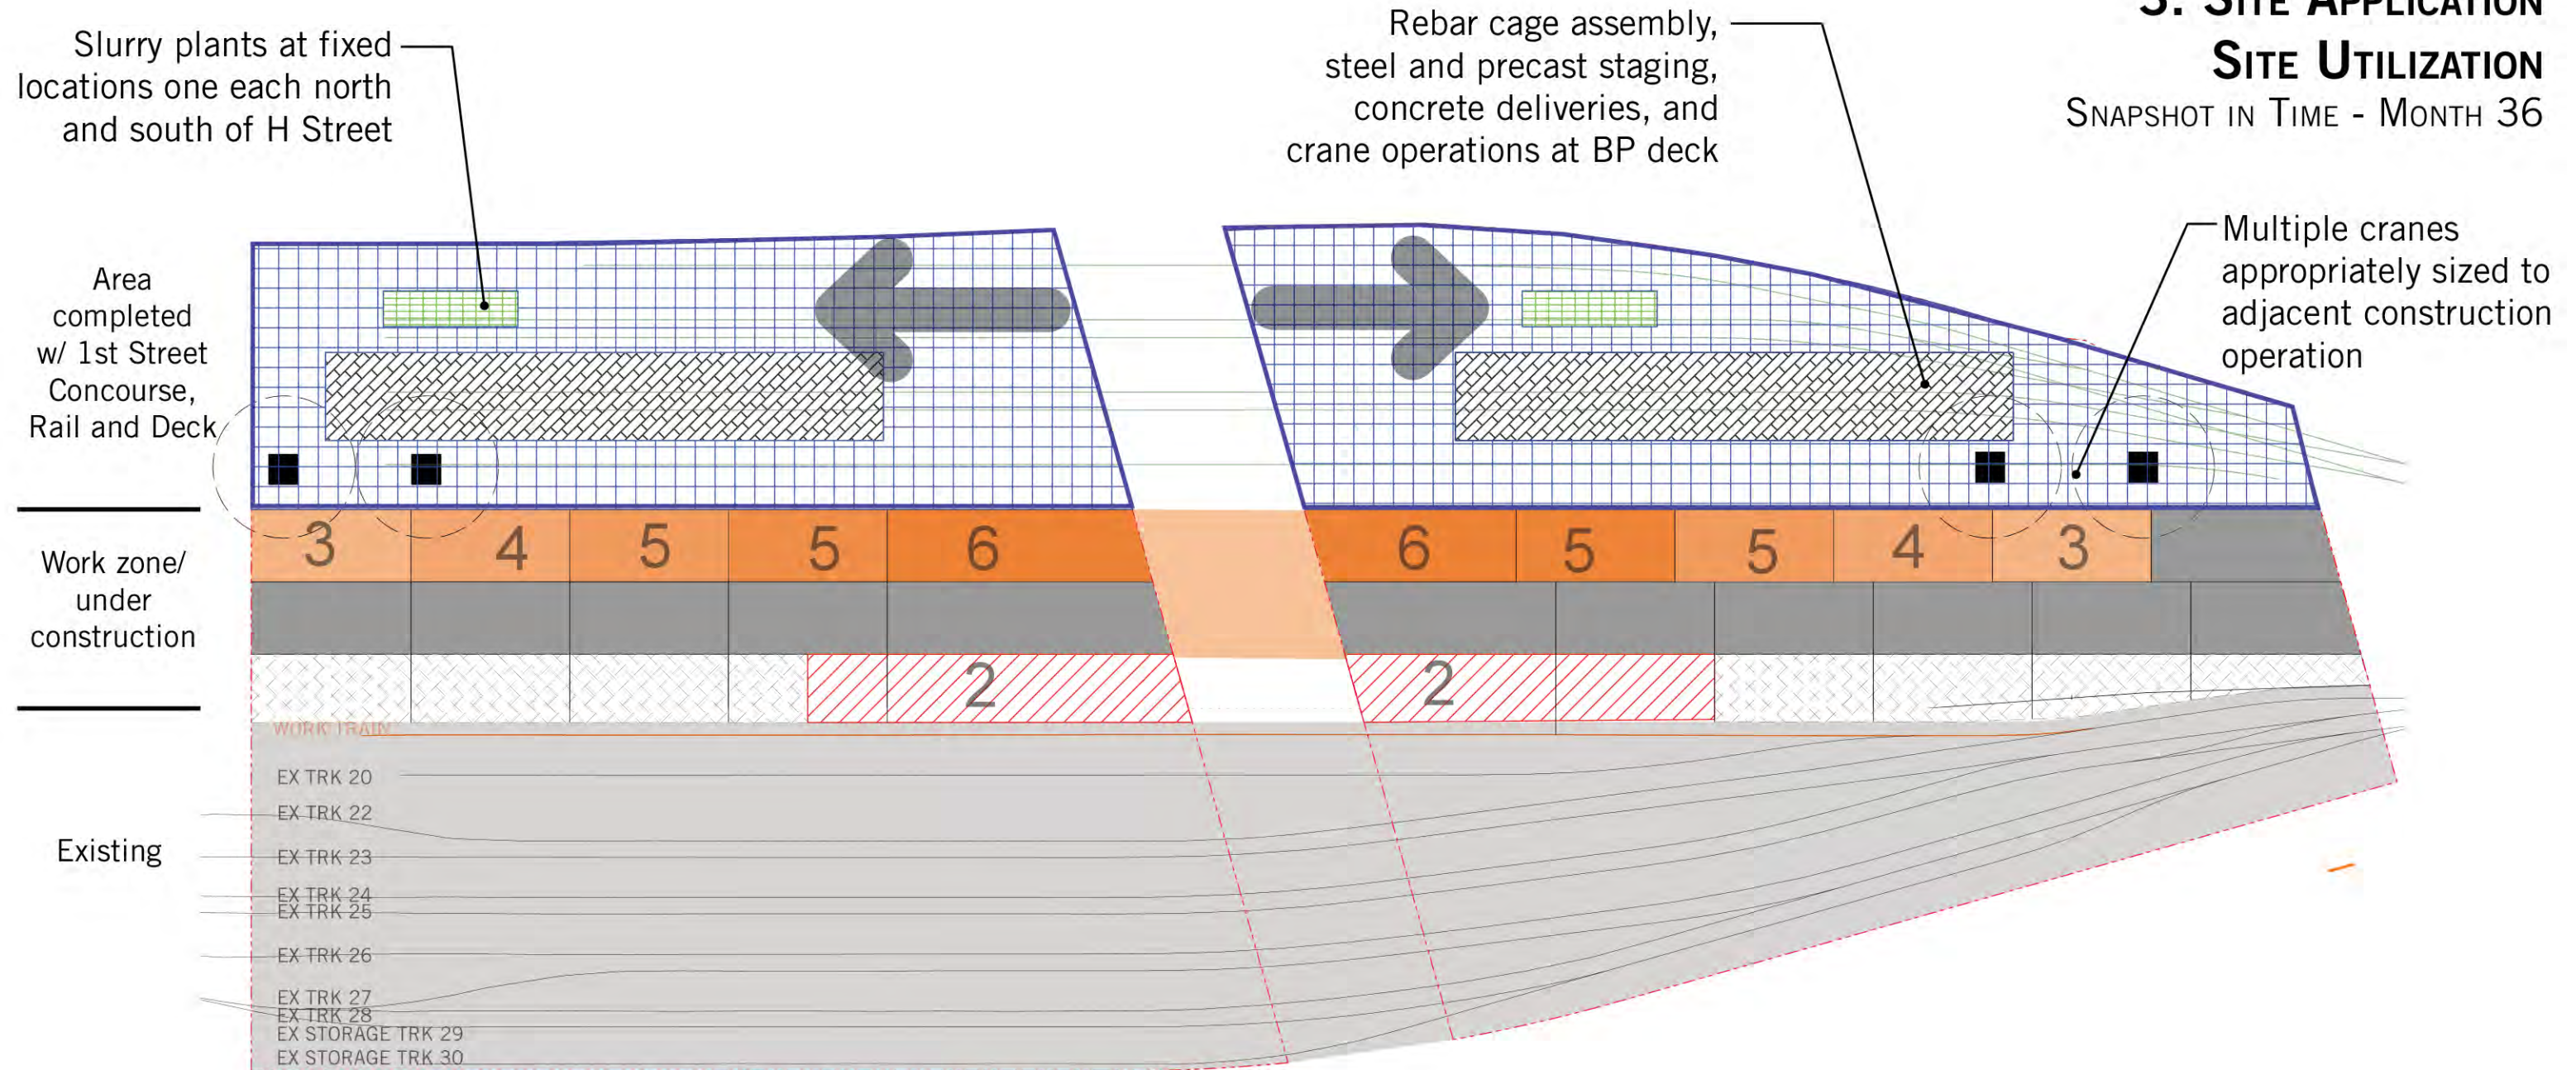 3. SITE APPLICATION
SITE UTILIZATION
SNAPSHOT IN TIME - MONTH 36
Slurry plants at fixed
locations one each north
and south of H Street
Rebar cage assembly,
steel and precast staging,
concrete deliveries, and
crane operations at BP deck
Multiple cranes
appropriately sized to
adjacent construction
operation
Area
completed
w/ 1st Street
Concourse,
Rail and Deck
Work zone/
under
construction
3 4 5 5 6 6 5 5 4 3
2 2
WORK TRAIN
Existing
EX TRK 20
EX TRK 22
EX TRK 23
EX TRK 24
EX TRK 25
EX TRK 26
EX TRK 27
EX TRK 28
EX STORAGE TRK 29
EX STORAGE TRK 30